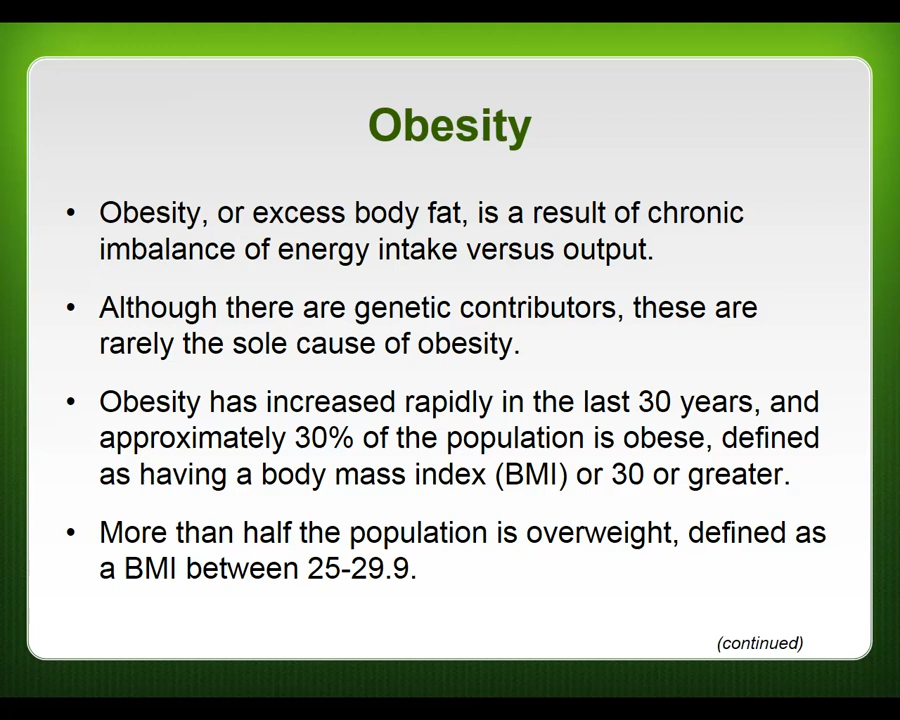 Obesity
• Obesity, or excess body fat, is a result of chronic
imbalance of energy intake versus output.
• Although there are genetic contributors, these are
rarely the sole cause of obesity.
• Obesity has increased rapidly in the last 30 years, and
approximately 30% of the population is obese, defined
as having a body mass index (BMI) or 30 or greater.
• More than half the population is overweight, defined as
a BMI between 25-29.9.
(continued)